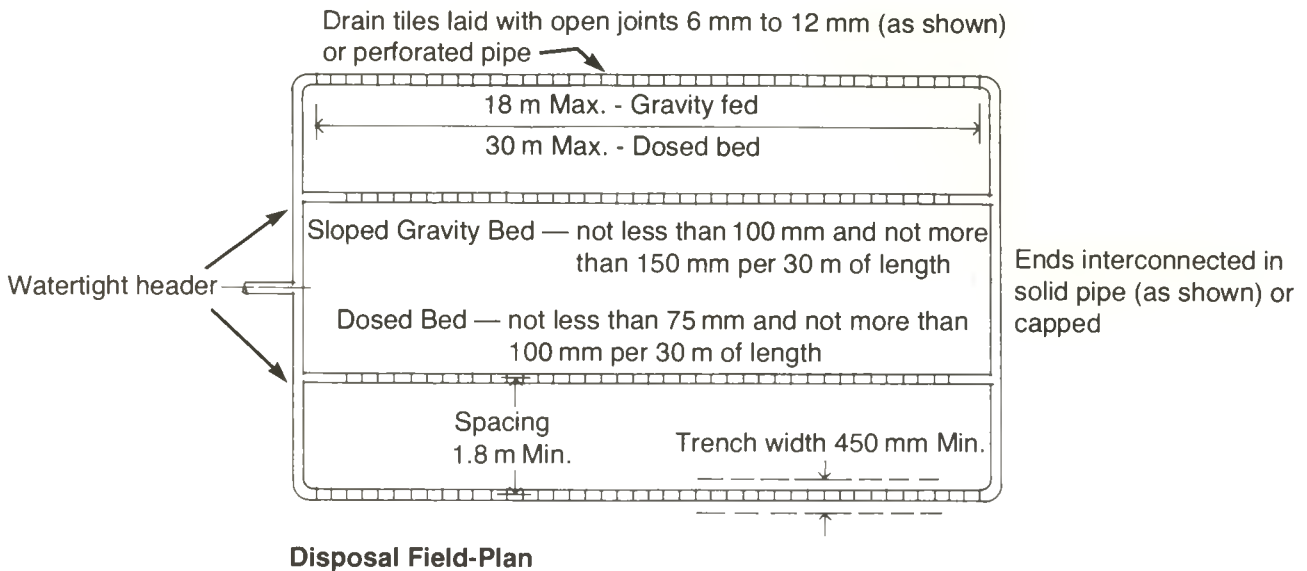 Drain tiles laid with open joints 6 mm to 12 mm (as shown)
or perforated pipe
18 m Max. - Gravity fed
30 m Max. - Dosed bed
Sloped Gravity Bed — not less than 100 mm and not more
than 150 mm per 30 m of length
Watertight header
Ends interconnected in
solid pipe (as shown) or
capped
Dosed Bed — not less than 75 mm and not more than
100 mm per 30 m of length
Spacing
1.8 m Min.
Trench width 450 mm Min.
Disposal Field-Plan